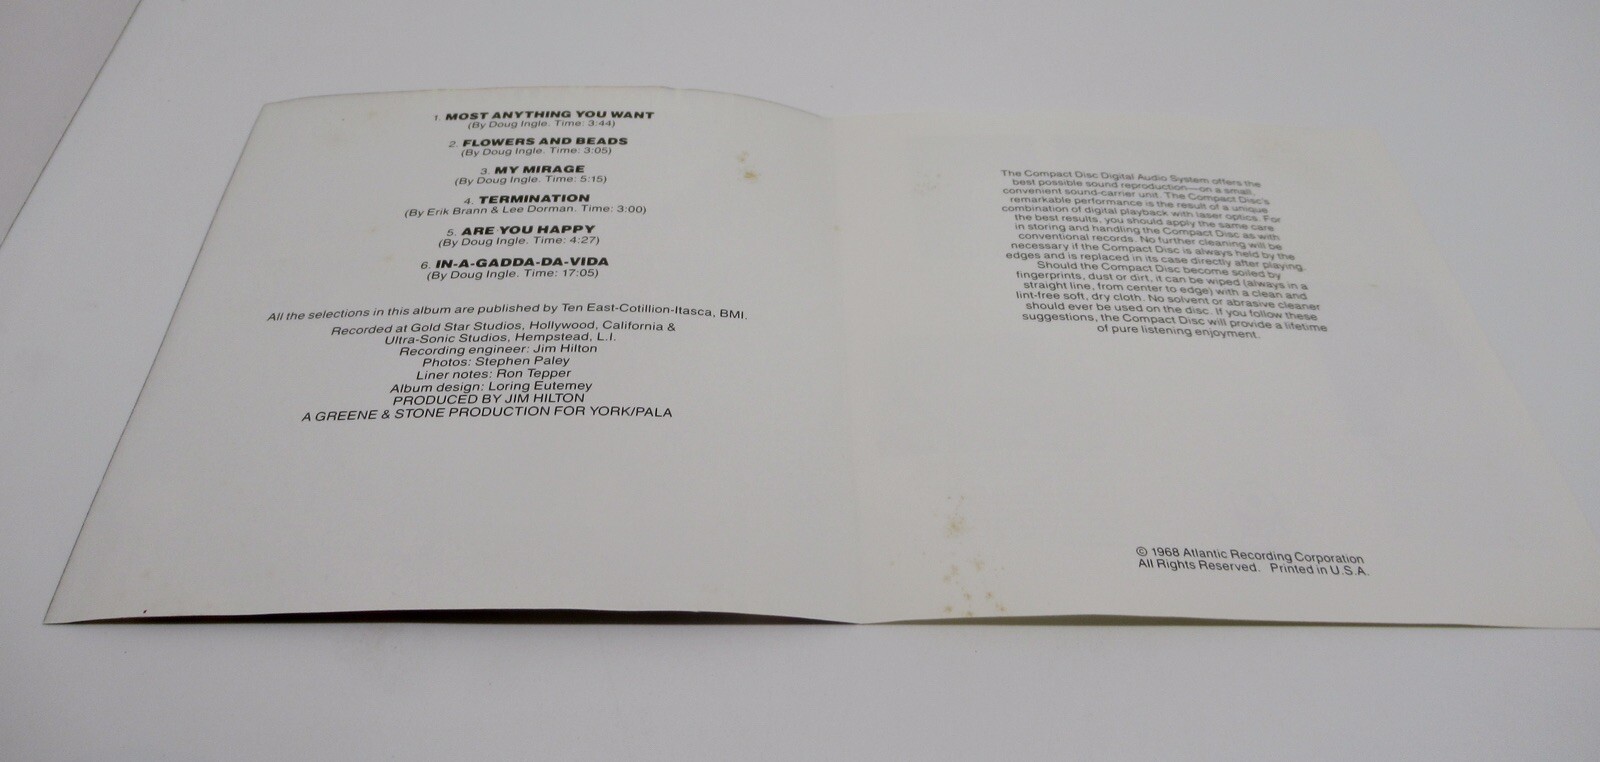 1. MOST ANYTHING YOU WANT
(By Doug Ingle. Time: 3:44)
2. FLOWERS AND BEADS
(By Doug Ingle. Time: 3:05)
3. MY MIRAGE
(By Doug Ingle. Time: 5:15)
4. TERMINATION
(By Erik Brann & Lee Dorman. Time: 3:00)
5. ARE YOU HAPPY
(By Doug Ingle. Time: 4:27)
6. IN-A-GADDA-DA-VIDA
(By Doug Ingle. Time: 17:05)
All the selections in this album are published by Ten East-Cotillion-Itasca, BMI.
Recorded at Gold Star Studios, Hollywood, California &
Ultra-Sonic Studios, Hempstead, L.I.
Recording engineer: Jim Hilton
Photos: Stephen Paley
Liner notes: Ron Tepper
Album design: Loring Eutemey
PRODUCED BY JIM HILTON
A GREENE & STONE PRODUCTION FOR YORK/PALA
The Compact Disc Digital Audio System offers the
best possible sound reproduction—on a small,
convenient sound-carrier unit. The Compact Disc's
remarkable performance is the result of a unique
combination of digital playback with laser optics. For
the best results, you should apply the same care
in storing and handling the Compact Disc as with
conventional records. No further cleaning will be
necessary if the Compact Disc is always held by the
edges and is replaced in its case directly after playing.
Should the Compact Disc become soiled by
fingerprints, dust or dirt, it can be wiped (always in a
straight line, from center to edge) with a clean and
lint-free soft, dry cloth. No solvent or abrasive cleaner
should ever be used on the disc. If you follow these
suggestions, the Compact Disc will provide a lifetime
of pure listening enjoyment.
© 1968 Atlantic Recording Corporation
All Rights Reserved. Printed in U.S.A.